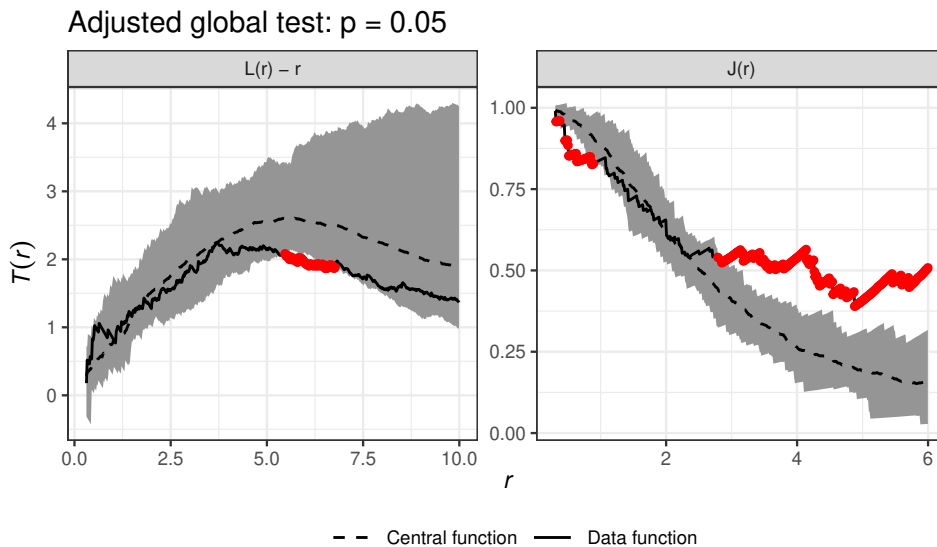 Adjusted global test: p = 0.05
L(r) − r
J(r)
T(r)
4
3
2
1
0
1.00
0.75
0.50
0.25
0.00
0.0
2.5
5.0
7.5
10.0
2
4
6
r
Central function
Data function